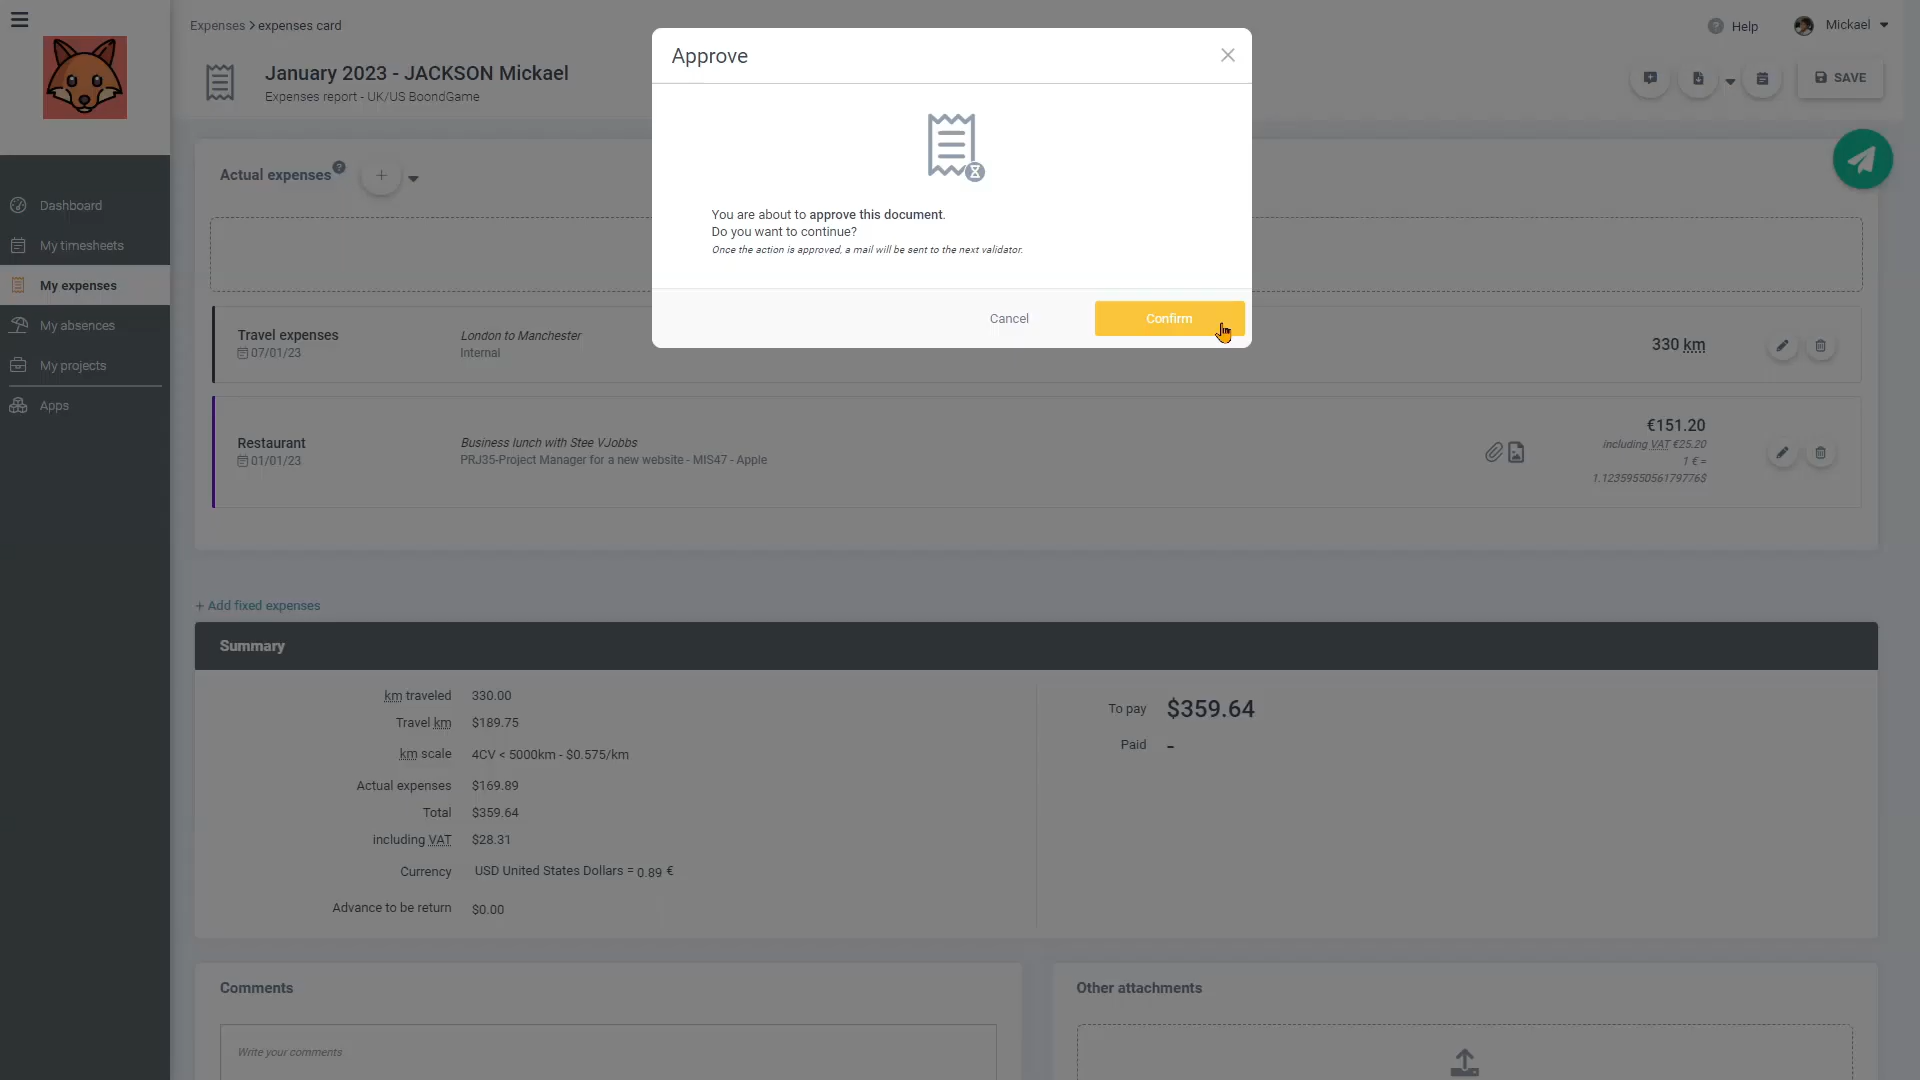 Expenses > expenses card
Help
Mickael
January 2023 - JACKSON Mickael
Expenses report - UK/US BoondGame
SAVE
Approve
You are about to approve this document.
Do you want to continue?
Once the action is approved, a mail will be sent to the next validator.
Cancel
Confirm
Dashboard
My timesheets
My expenses
My absences
My projects
Apps
Actual expenses
Travel expenses
07/01/23
London to Manchester
Internal
330 km
Restaurant
01/01/23
Business lunch with Stee VJobbs
PRJ35-Project Manager for a new website - MIS47 - Apple
€151.20
including VAT €25.20
1 € =
1.1235955056179776$
+ Add fixed expenses
Summary
km traveled 330.00
Travel km $189.75
km scale 4CV < 5000km - $0.575/km
Actual expenses $169.89
Total $359.64
including VAT $28.31
Currency USD United States Dollars = 0.89 €
Advance to be return $0.00
To pay $359.64
Paid -
Comments
Write your comments
Other attachments